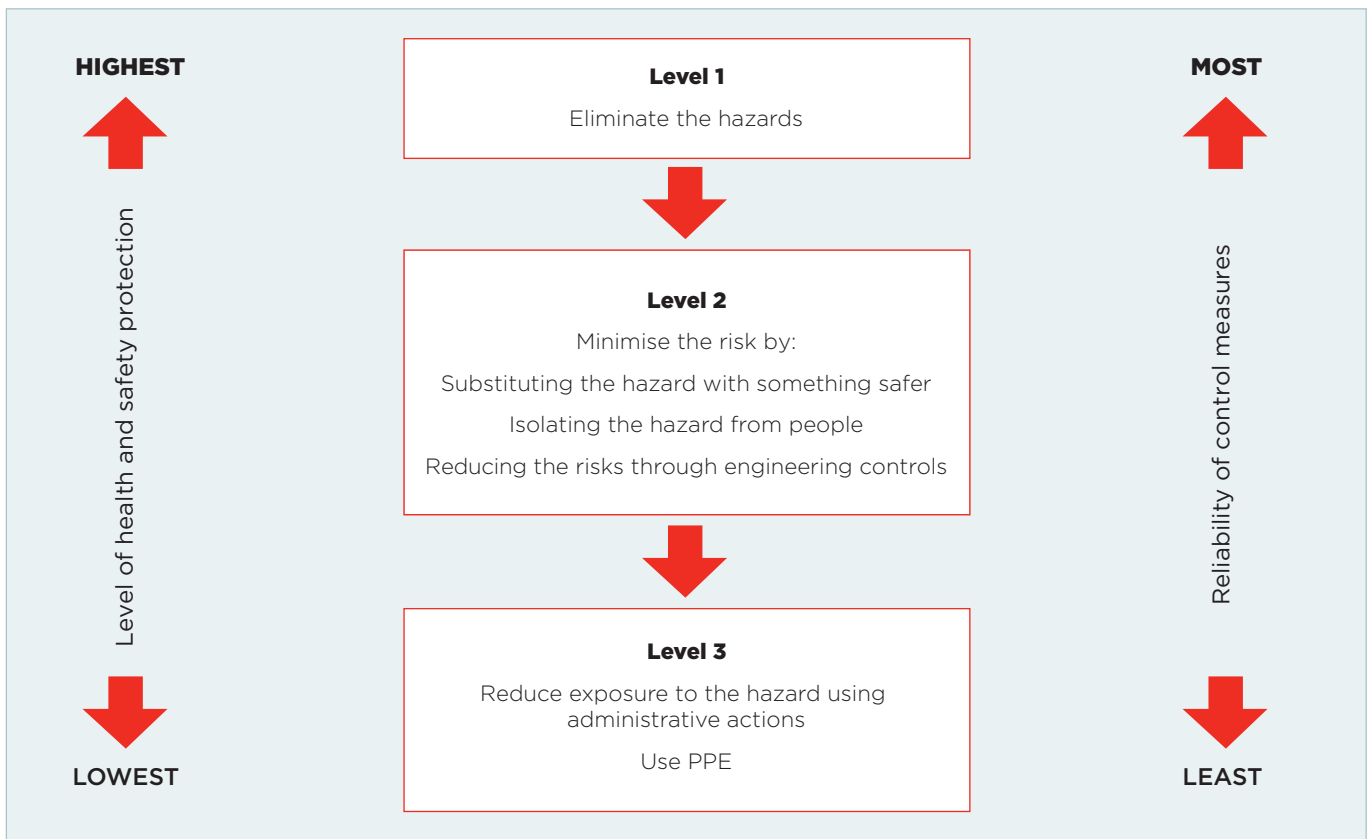 HIGHEST
Level of health and safety protection
LOWEST
Level 1
Eliminate the hazards
Level 2
Minimise the risk by:
Substituting the hazard with something safer
Isolating the hazard from people
Reducing the risks through engineering controls
Level 3
Reduce exposure to the hazard using
administrative actions
Use PPE
MOST
Reliability of control measures
LEAST